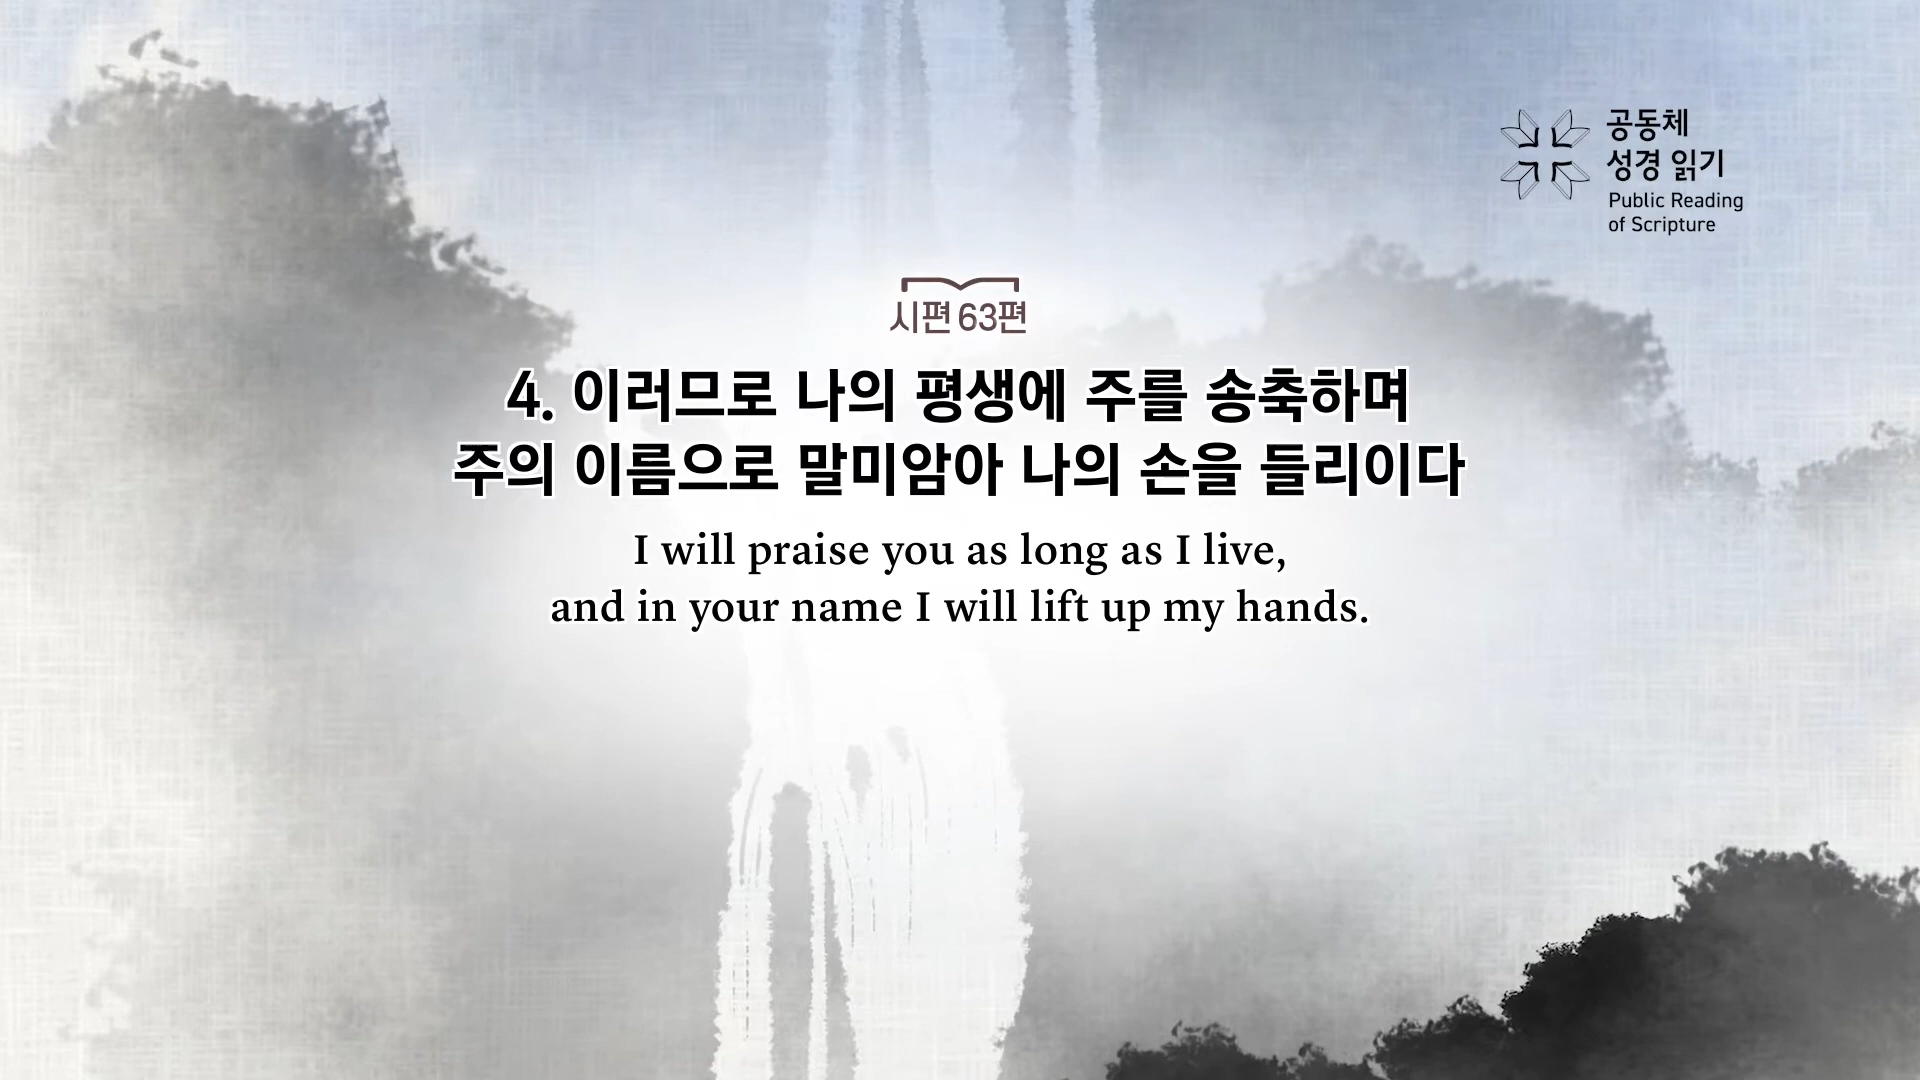 공동체
성경 읽기
Public Reading
of Scripture
시편 63편
4. 이러므로 나의 평생에 주를 송축하며
주의 이름으로 말미암아 나의 손을 들리이다
I will praise you as long as I live,
and in your name I will lift up my hands.